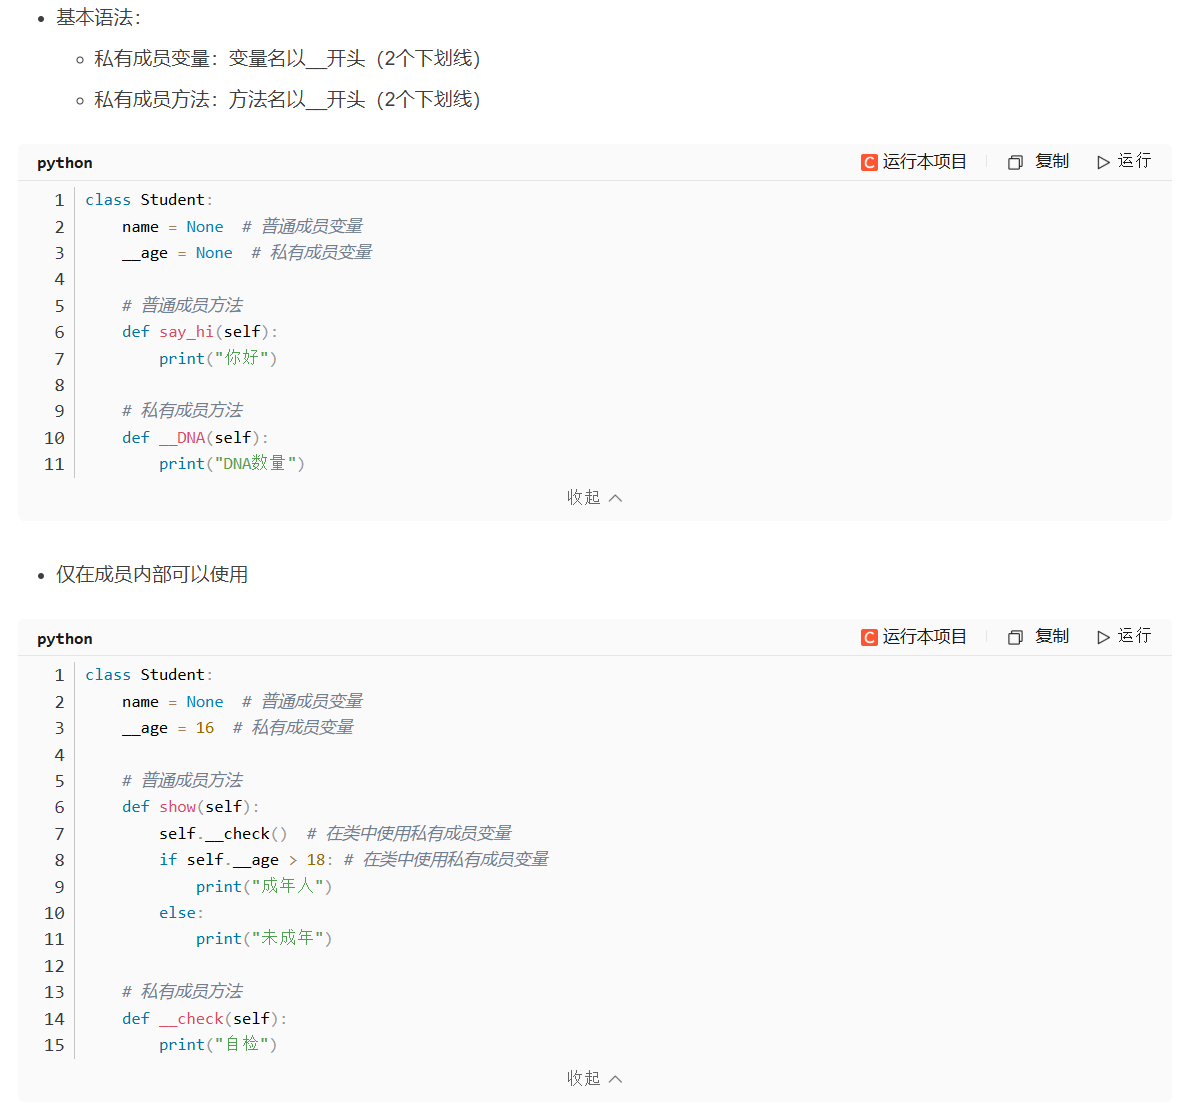 基本语法：
私有成员变量：变量名以__开头（2个下划线）
私有成员方法：方法名以__开头（2个下划线）
python C 运行本项目 复制 运行
1 class Student:
2     name = None  # 普通成员变量
3     __age = None  # 私有成员变量
4
5     # 普通成员方法
6     def say_hi(self):
7         print("你好")
8
9     # 私有成员方法
10     def __DNA(self):
11         print("DNA数量")
收起
仅在成员内部可以使用
python C 运行本项目 复制 运行
1 class Student:
2     name = None  # 普通成员变量
3     __age = 16  # 私有成员变量
4
5     # 普通成员方法
6     def show(self):
7         self.__check()  # 在类中使用私有成员变量
8         if self.__age > 18: # 在类中使用私有成员变量
9             print("成年人")
10         else:
11             print("未成年")
12
13     # 私有成员方法
14     def __check(self):
15         print("自检")
收起